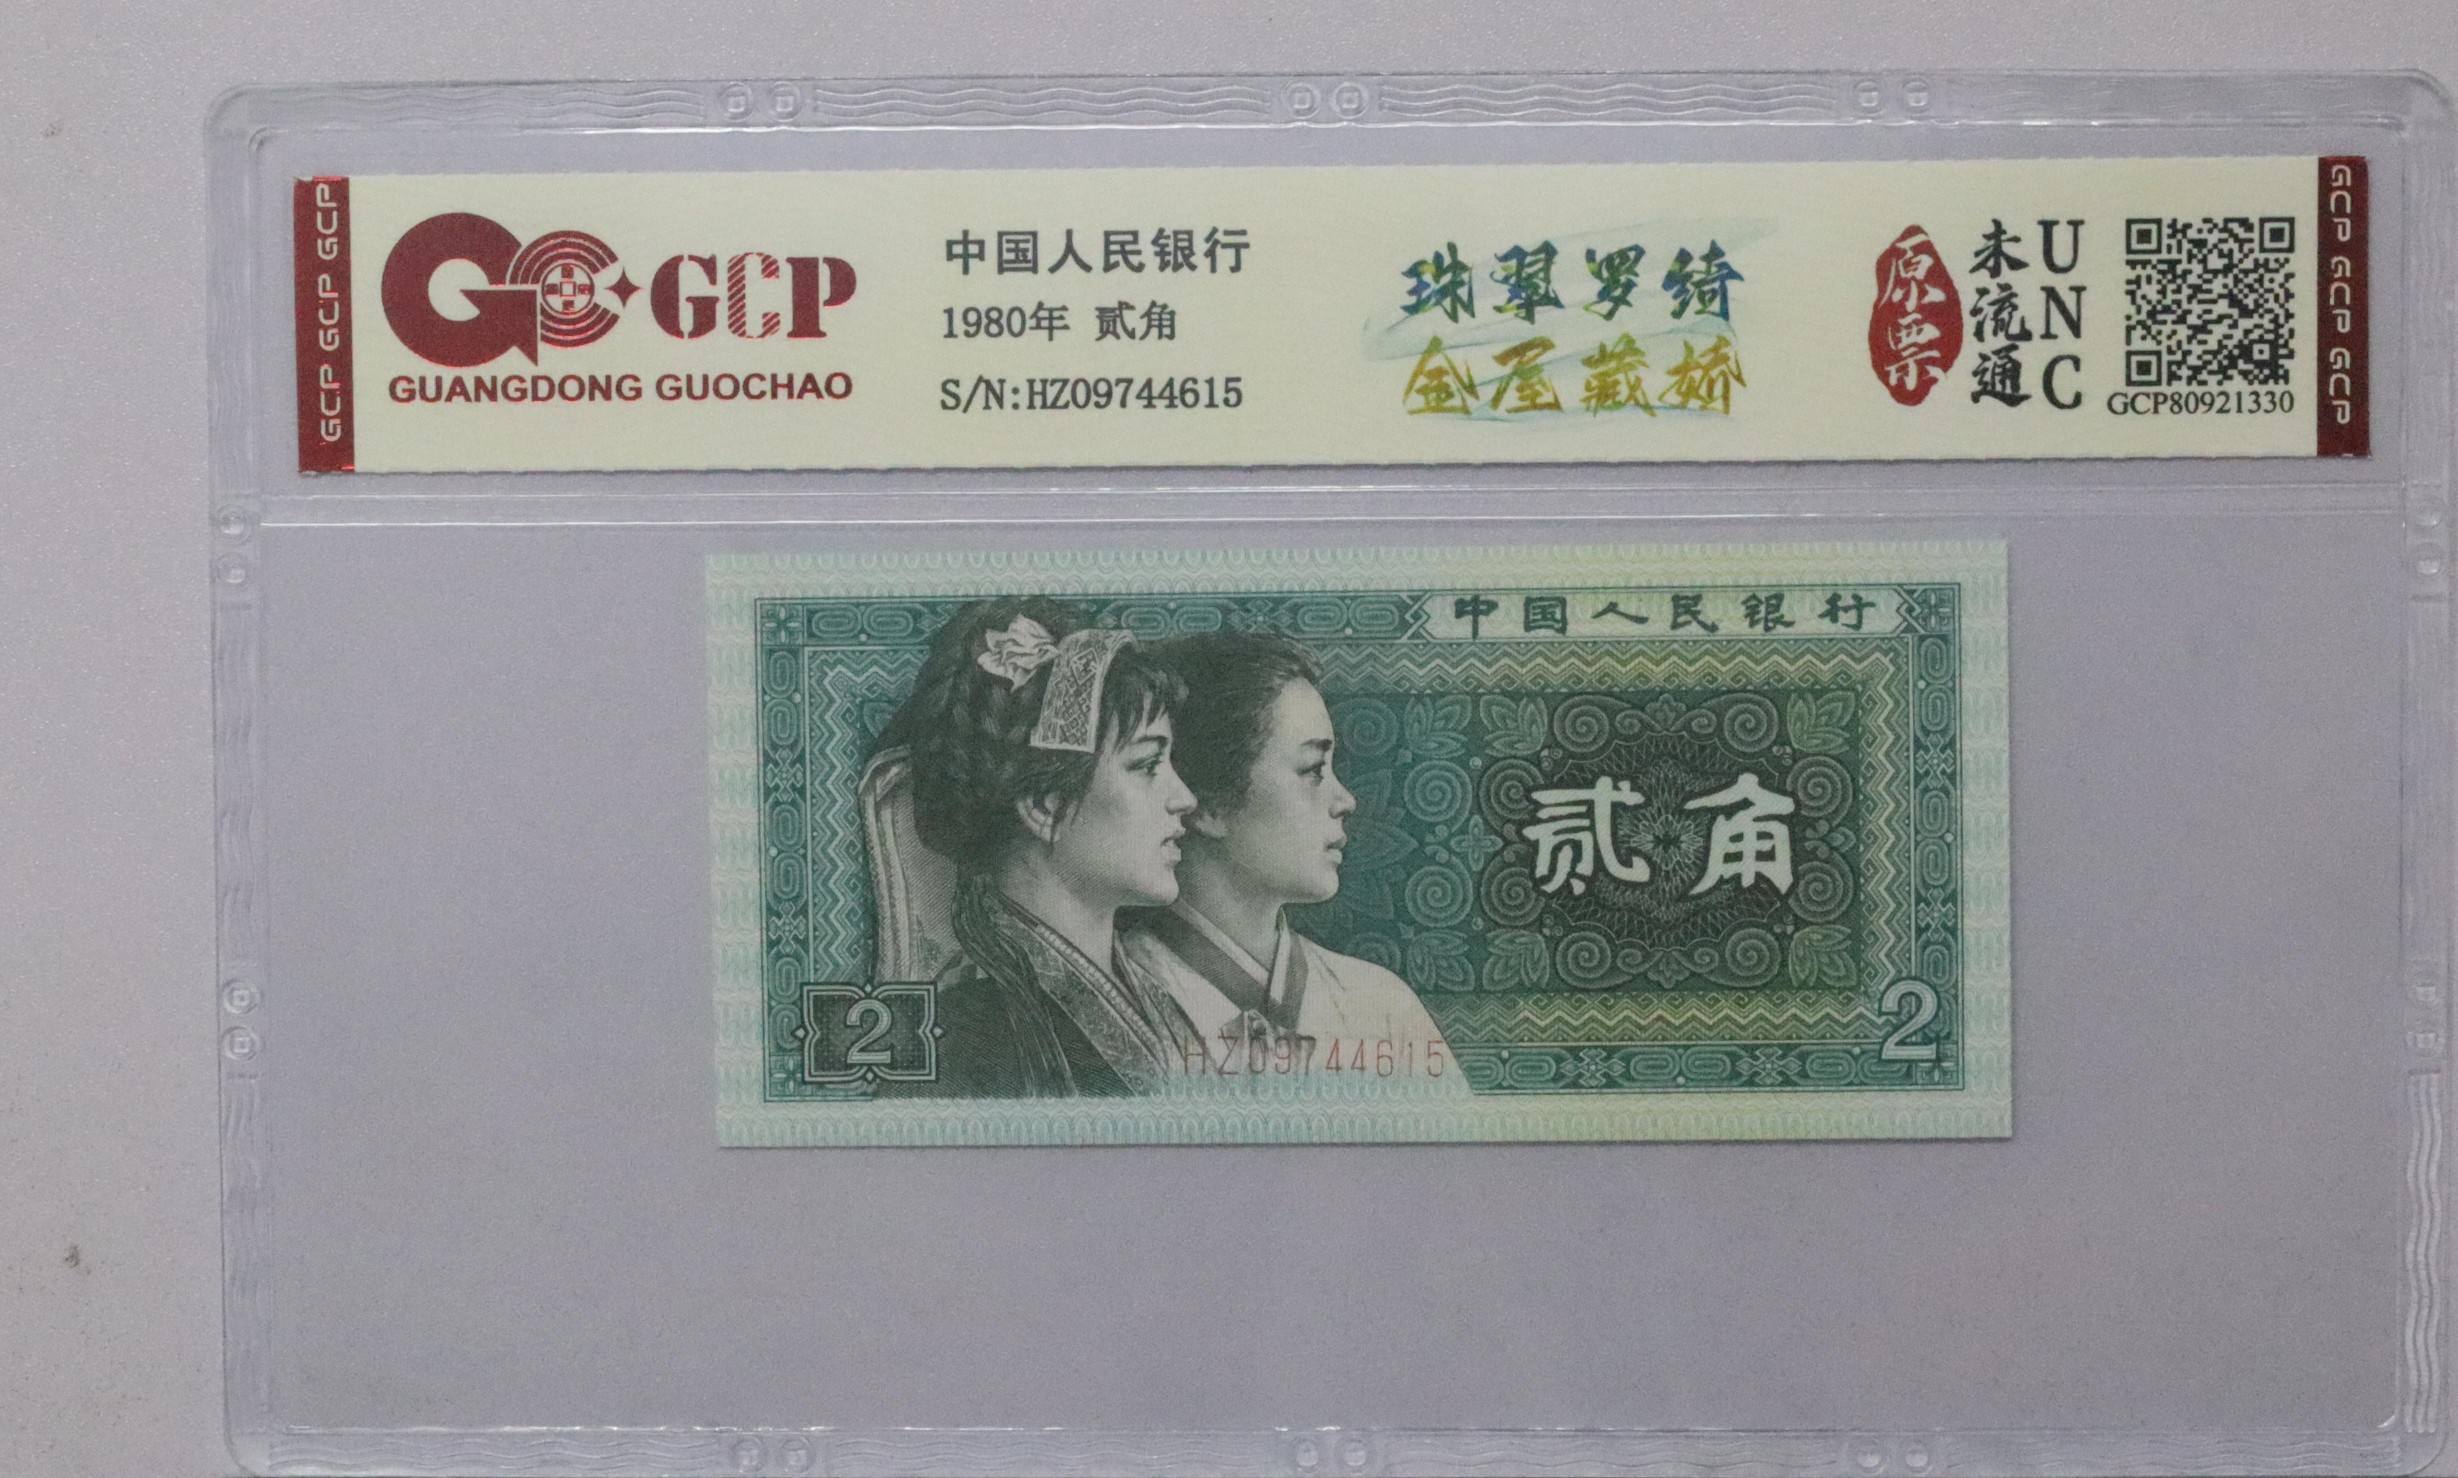 GCP GCP GCP
GCP
GUANGDONG GUOCHAO
中国人民银行
1980年 贰角
S/N:HZ09744615
珠翠罗绮
金屋藏娇
原票
未流通
UNC
GCP80921330
GCP GCP GCP
中国人民银行
贰角
2
2
HZ09744615